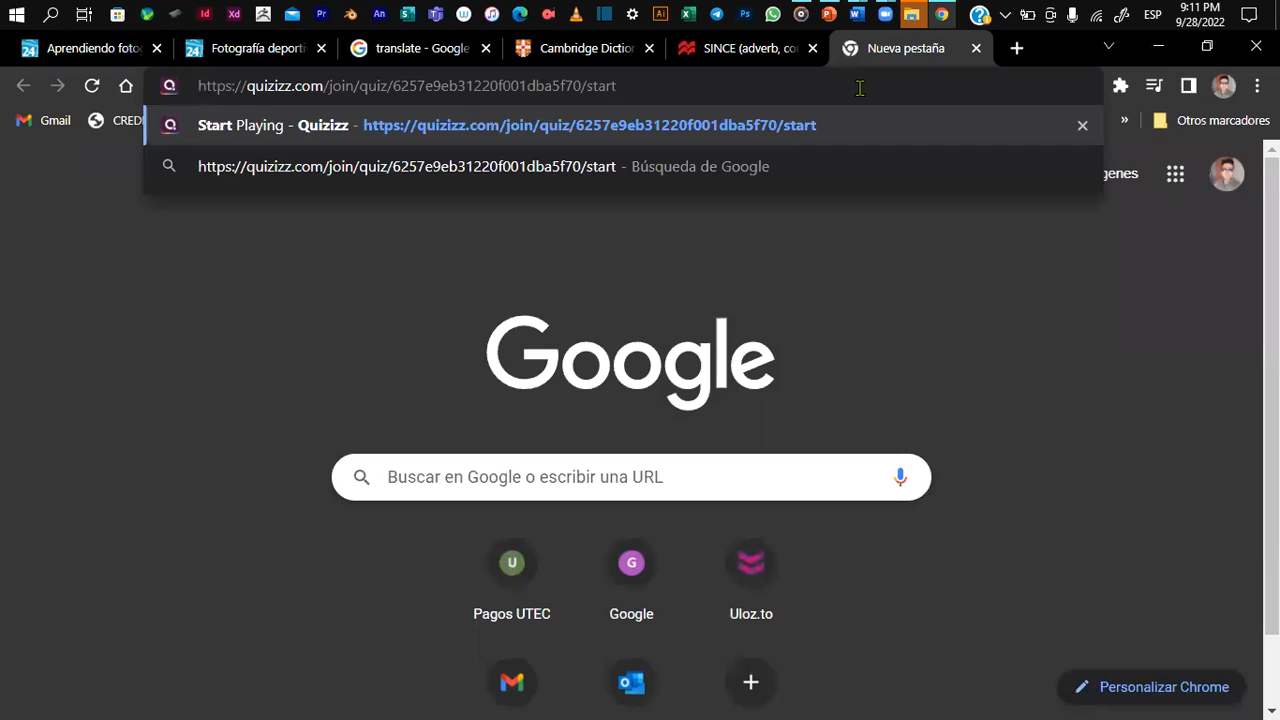 9:11 PM
ESP
9/28/2022
Aprendiendo fotog
Fotografía deporti
translate - Google
Cambridge Dictio
SINCE (adverb, co
Nueva pestaña
https://quizizz.com/join/quiz/6257e9eb31220f001dba5f70/start
Gmail
CRED
Start Playing - Quizizz - https://quizizz.com/join/quiz/6257e9eb31220f001dba5f70/start
Otros marcadores
https://quizizz.com/join/quiz/6257e9eb31220f001dba5f70/start - Búsqueda de Google
genes
Google
Buscar en Google o escribir una URL
U
G
Pagos UTEC
Google
Uloz.to
Personalizar Chrome